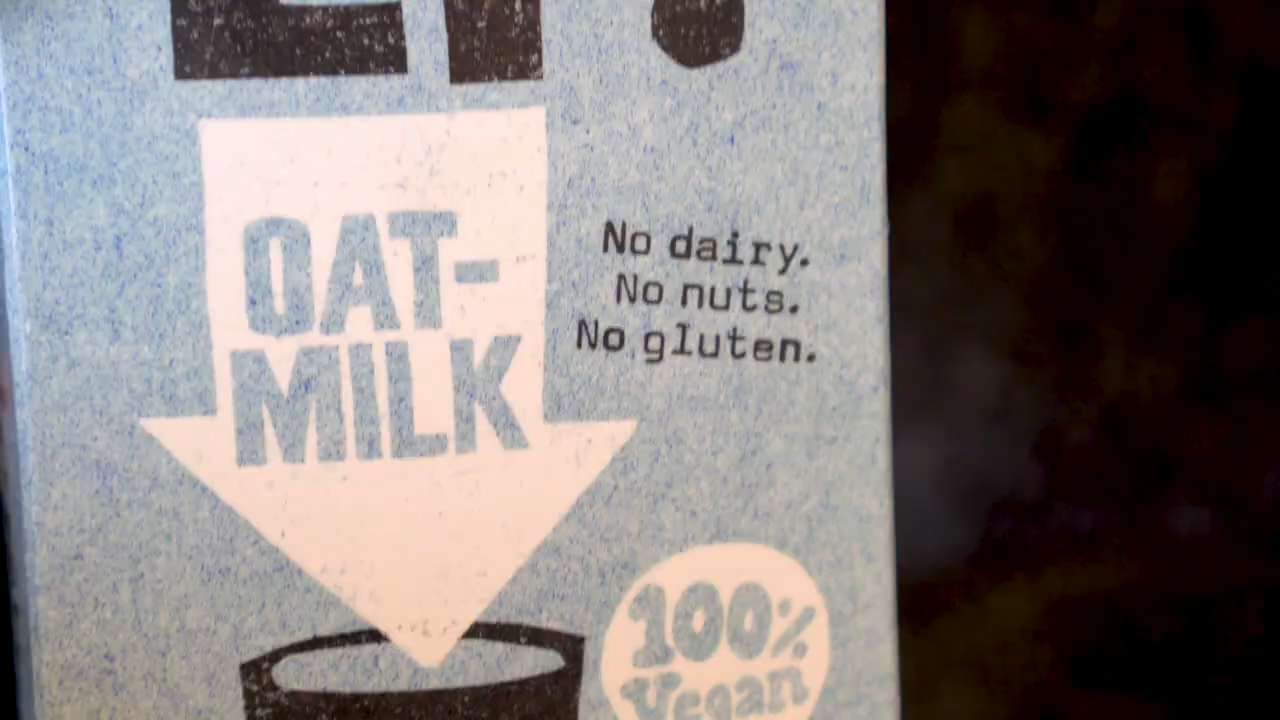 OAT-
MILK
No dairy.
No nuts.
No gluten.
100%
Vegan